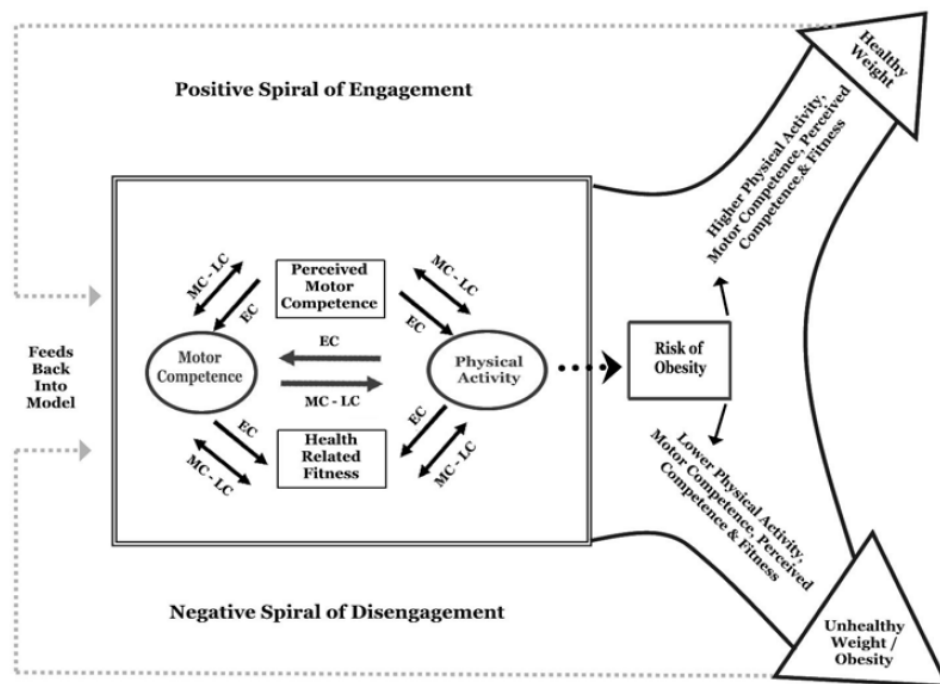 Positive Spiral of Engagement
Healthy
Weight
Higher Physical Activity,
Motor Competence, Perceived
Competence,& Fitness
MC - LC
EC
Perceived
Motor
Competence
MC - LC
EC
Feeds
Back
Into
Model
Motor
Competence
EC
MC - LC
Physical
Activity
Risk of
Obesity
EC
MC - LC
Health
Related
Fitness
EC
MC - LC
Lower Physical Activity,
Motor Competence, Perceived
Competence & Fitness
Negative Spiral of Disengagement
Unhealthy
Weight /
Obesity